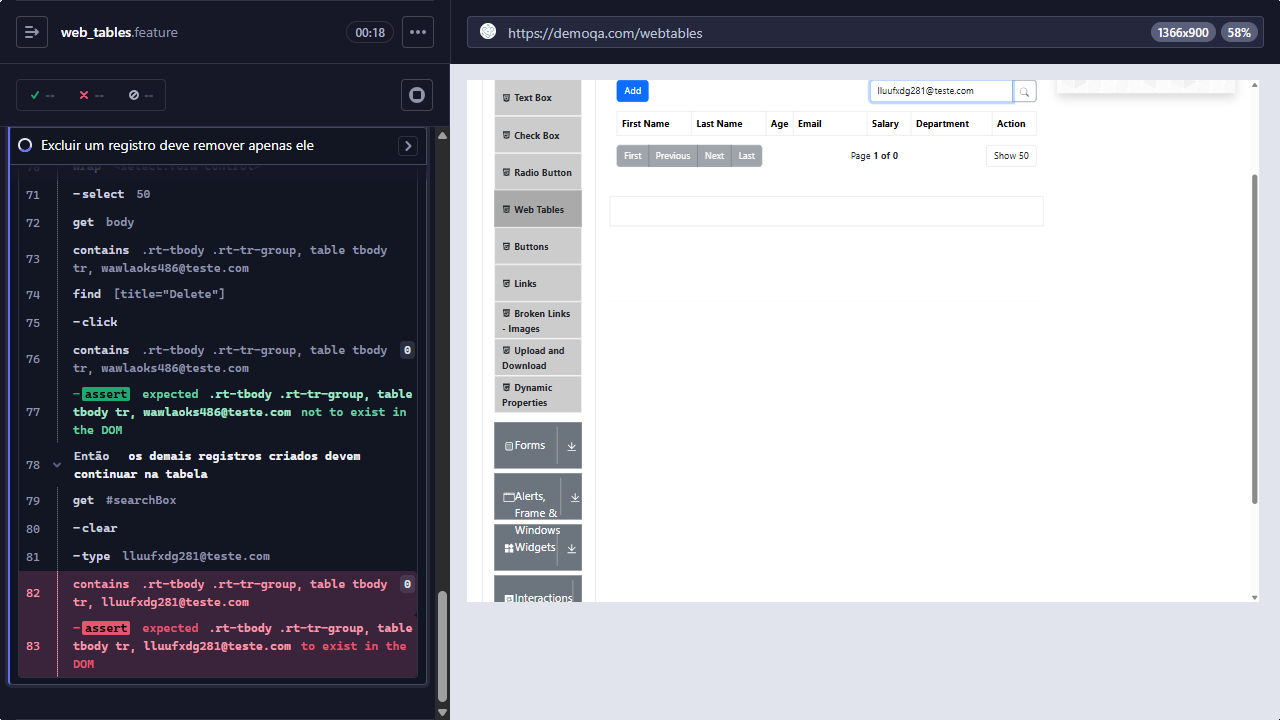 web_tables.feature
00:18
--
--
--
Excluir um registro deve remover apenas ele
71 -select 50
72 get body
73 contains .rt-tbody .rt-tr-group, table tbody
tr, wawlaoks486@teste.com
74 find [title="Delete"]
75 -click
76 contains .rt-tbody .rt-tr-group, table tbody 0
tr, wawlaoks486@teste.com
-assert expected .rt-tbody .rt-tr-group, table
77 tbody tr, wawlaoks486@teste.com not to exist in
the DOM
78 Então os demais registros criados devem
continuar na tabela
79 get #searchBox
80 -clear
81 -type lluufxdg281@teste.com
82 contains .rt-tbody .rt-tr-group, table tbody 0
tr, lluufxdg281@teste.com
-assert expected .rt-tbody .rt-tr-group, table
83 tbody tr, lluufxdg281@teste.com to exist in the
DOM
https://demoqa.com/webtables
1366x900 58%
Text Box
Check Box
Radio Button
Web Tables
Buttons
Links
Broken Links
- Images
Upload and
Download
Dynamic
Properties
Forms
Alerts,
Frame &
Windows
Widgets
Interactions
Add
lluufxdg281@teste.com
First Name Last Name Age Email Salary Department Action
First Previous Next Last Page 1 of 0 Show 50